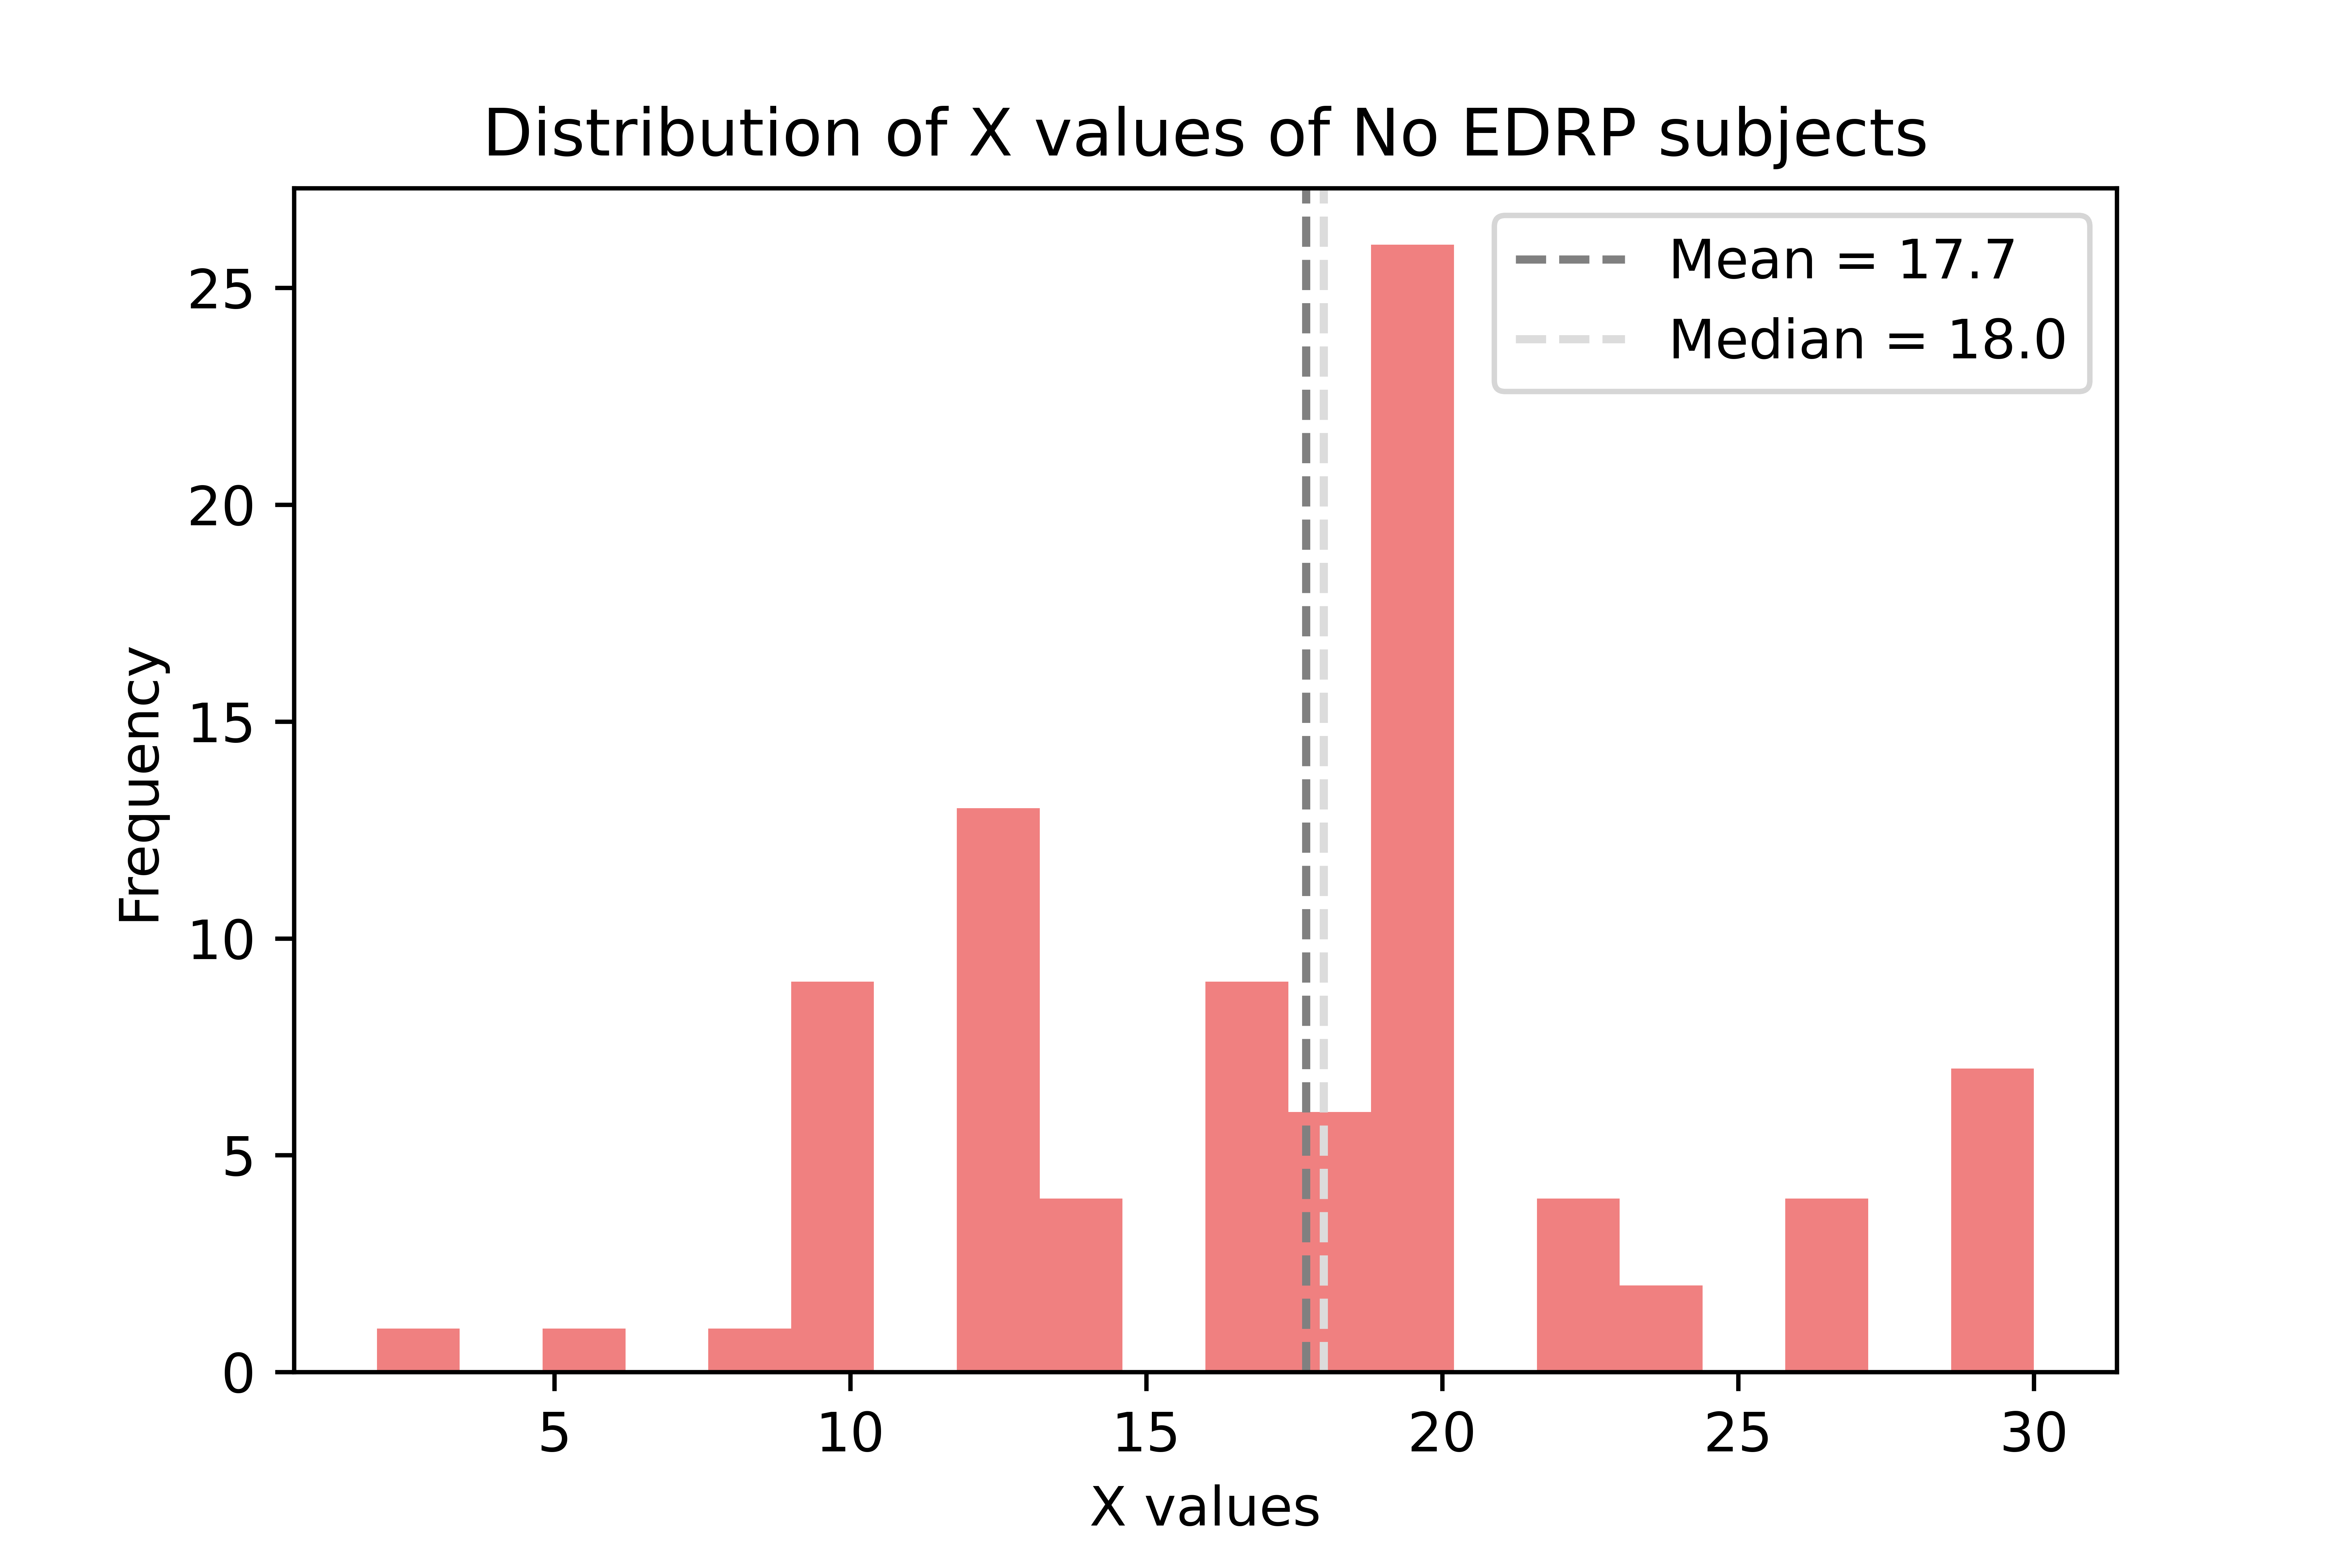 Distribution of X values of No EDRP subjects
Mean = 17.7
Median = 18.0
25
20
15
10
5
0
Frequency
5 10 15 20 25 30
X values